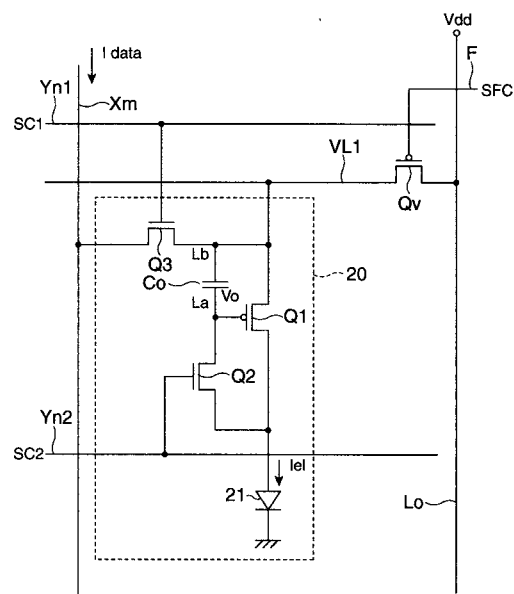 Vdd
I data
F
Yn1
Xm
SFC
SC1
VL1
Qv
Q3
Lb
20
Co
Vo
La
Q1
Q2
Yn2
SC2
Iel
21
Lo